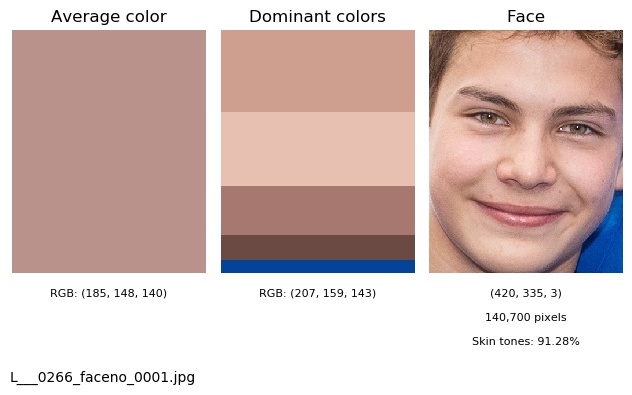 Average color
Dominant colors
Face
RGB: (185, 148, 140)
RGB: (207, 159, 143)
(420, 335, 3)
140,700 pixels
Skin tones: 91.28%
L___0266_faceno_0001.jpg